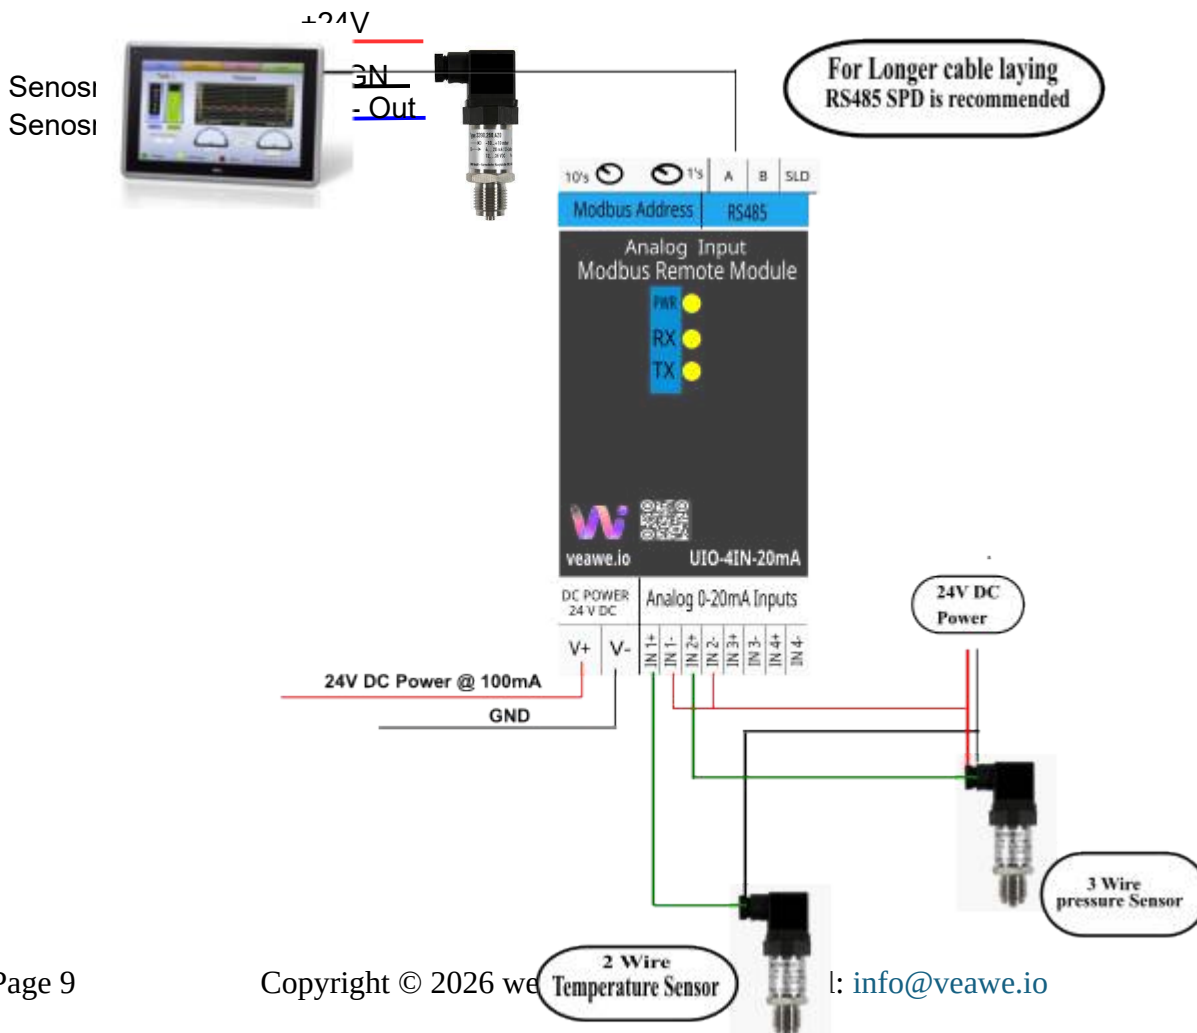 +24V
Senosr
Senosr
GN
- Out
For Longer cable laying
RS485 SPD is recommended
10's
1's
A
B
SLD
Modbus Address
RS485
Analog Input
Modbus Remote Module
PWR
RX
TX
veawe.io
UIO-4IN-20mA
DC POWER
24 V DC
Analog 0-20mA Inputs
V+
V-
IN 1+
IN 1-
IN 2+
IN 2-
IN 3+
IN 3-
IN 4+
IN 4-
24V DC
Power
24V DC Power @ 100mA
GND
3 Wire
pressure Sensor
2 Wire
Temperature Sensor
Page 9
Copyright © 2026 we
l: info@veawe.io